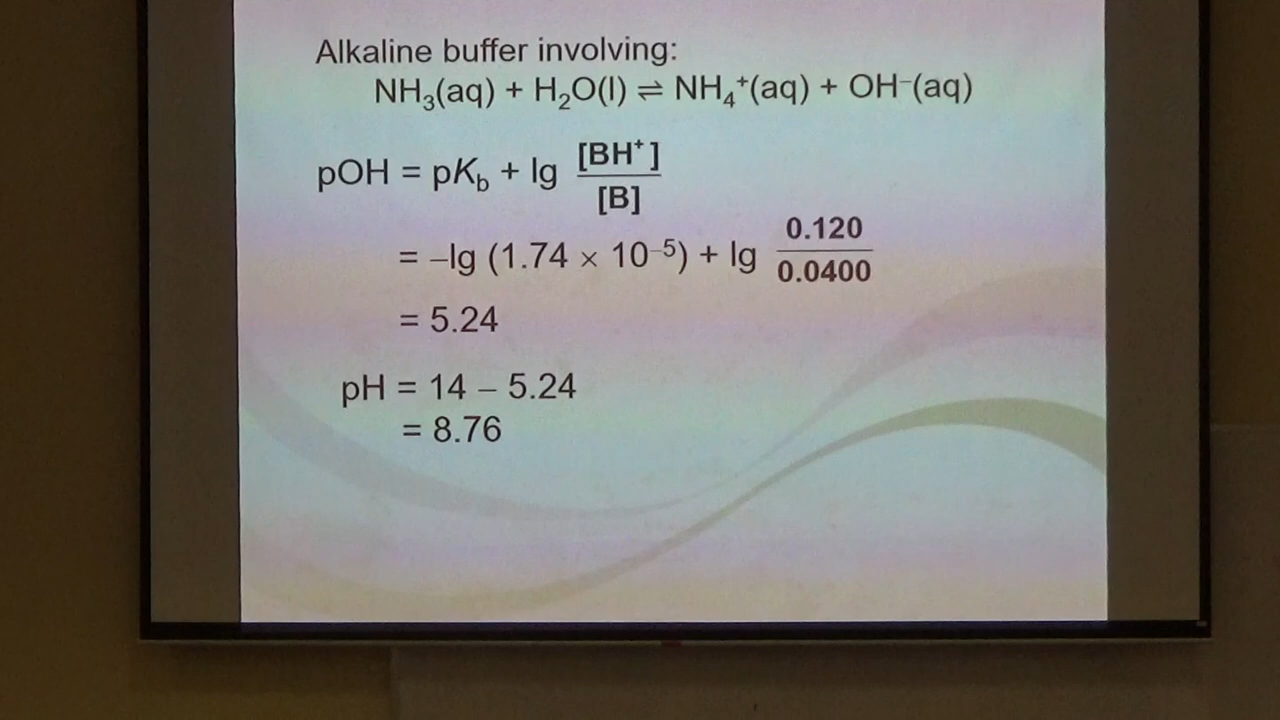 Alkaline buffer involving:
NH₃(aq) + H₂O(l) ⇌ NH₄⁺(aq) + OH⁻(aq)
pOH = pKb + lg [BH⁺] / [B]
= –lg (1.74 × 10⁻⁵) + lg 0.120 / 0.0400
= 5.24
pH = 14 – 5.24
= 8.76